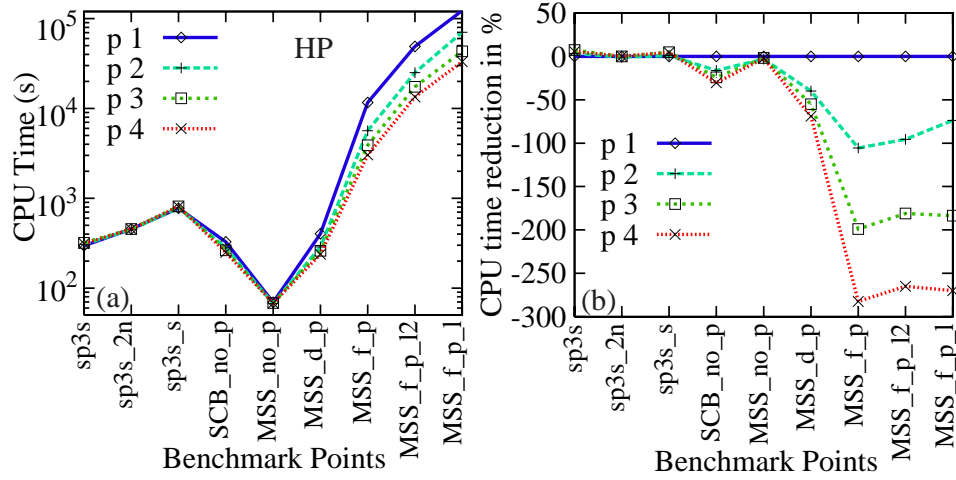 CPU Time (s)
10^5
10^4
10^3
10^2
HP
p 1
p 2
p 3
p 4
(a)
sp3s
sp3s_2n
sp3s_s
SCB_no_p
MSS_no_p
MSS_d_p
MSS_f_p
MSS_f_p_l2
MSS_f_p_1
Benchmark Points
CPU time reduction in %
50
0
-50
-100
-150
-200
-250
-300
p 1
p 2
p 3
p 4
(b)
sp3s
sp3s_2n
sp3s_s
SCB_no_p
MSS_no_p
MSS_d_p
MSS_f_p
MSS_f_p_l2
MSS_f_p_1
Benchmark Points